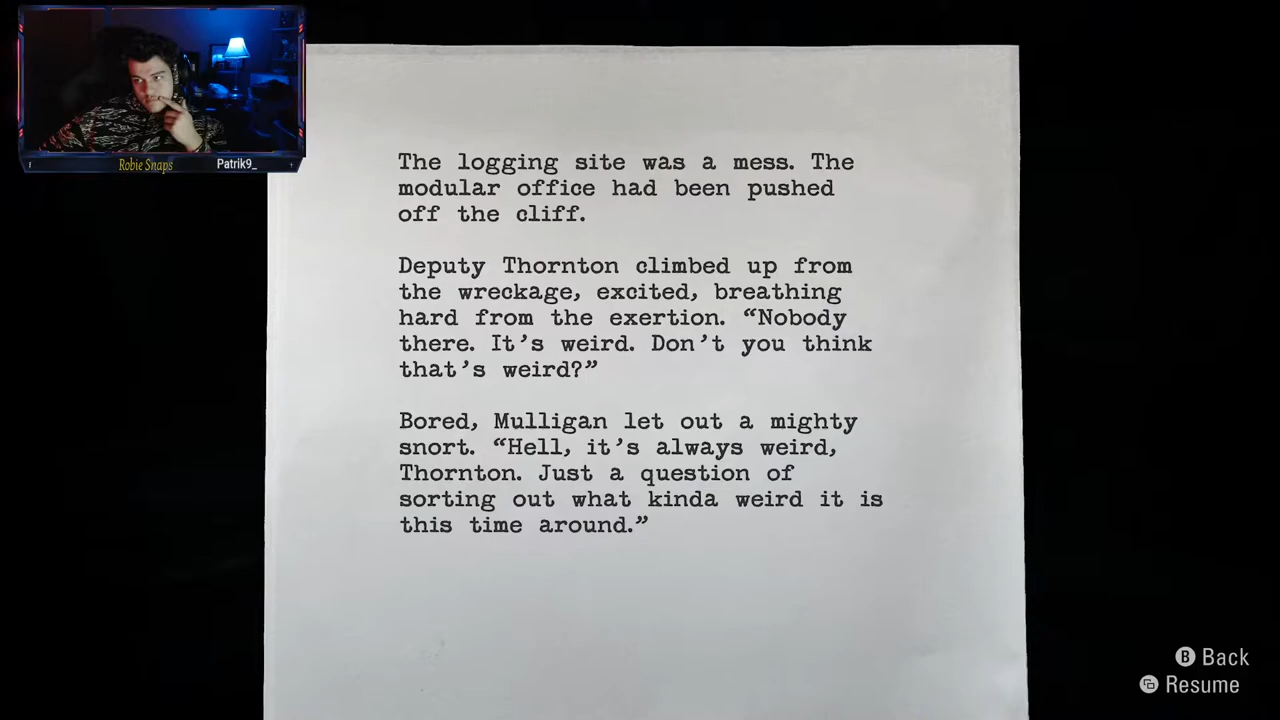 Robie Snaps
Patrik9_
The logging site was a mess. The
modular office had been pushed
off the cliff.
Deputy Thornton climbed up from
the wreckage, excited, breathing
hard from the exertion. “Nobody
there. It’s weird. Don’t you think
that’s weird?”
Bored, Mulligan let out a mighty
snort. “Hell, it’s always weird,
Thornton. Just a question of
sorting out what kinda weird it is
this time around.”
B Back
Resume